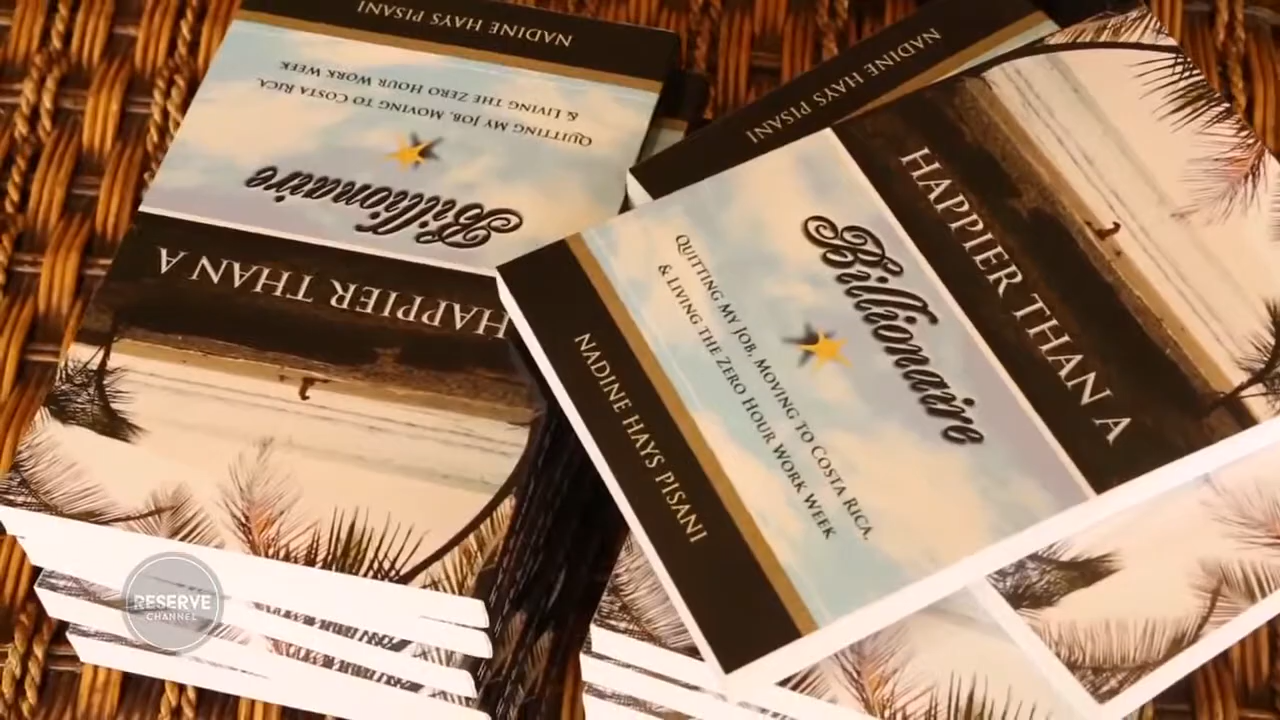 NADINE HAYS PISANI
QUITTING MY JOB, MOVING TO COSTA RICA,
& LIVING THE ZERO HOUR WORK WEEK
Billionaire
HAPPIER THAN A
NADINE HAYS PISANI
HAPPIER THAN A
Billionaire
QUITTING MY JOB, MOVING TO COSTA RICA,
& LIVING THE ZERO HOUR WORK WEEK
NADINE HAYS PISANI
RESERVE
CHANNEL